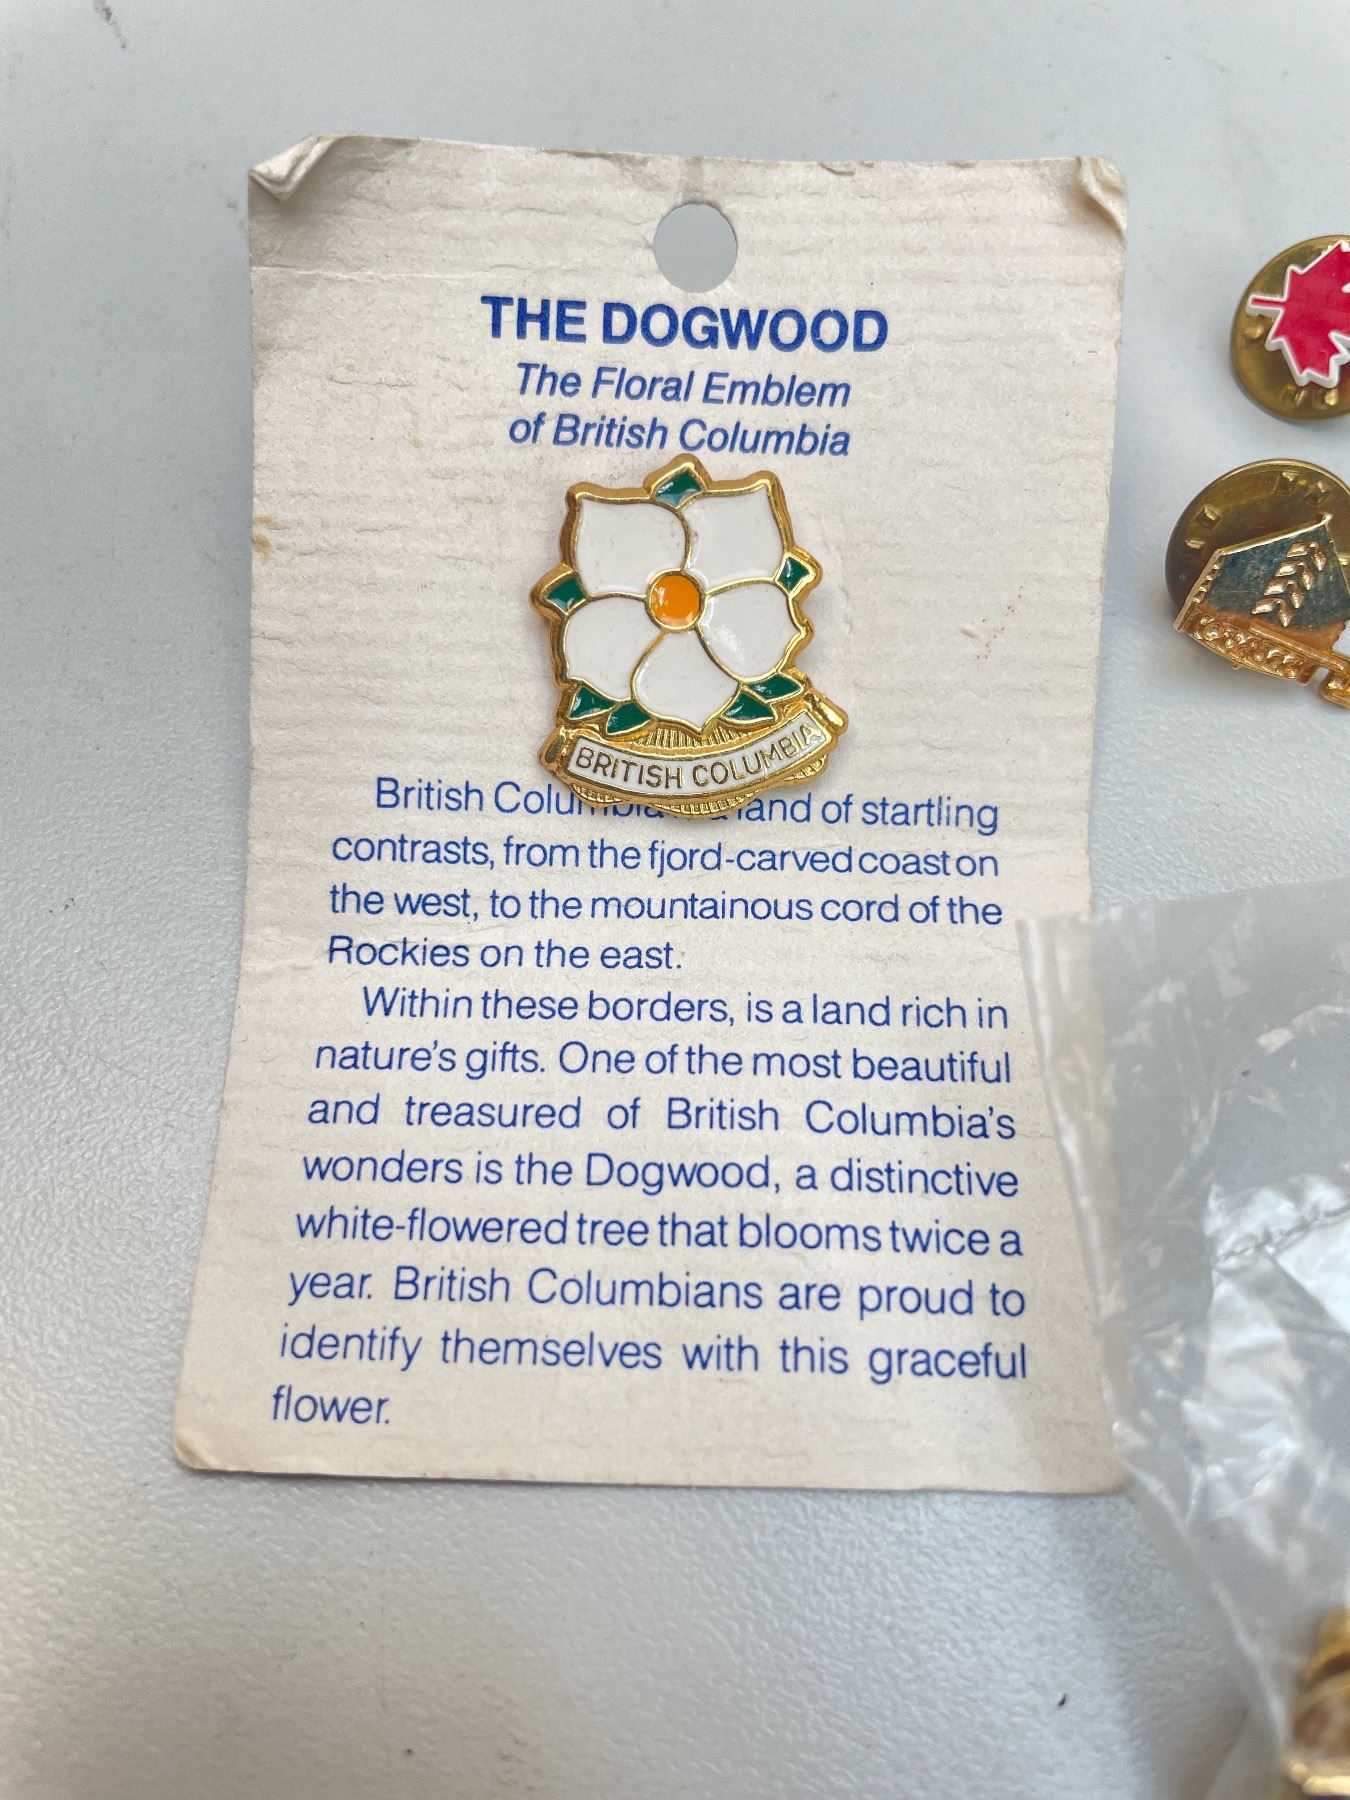 THE DOGWOOD
The Floral Emblem
of British Columbia
BRITISH COLUMBIA
British Columbia land of startling
contrasts, from the fjord-carved coast on
the west, to the mountainous cord of the
Rockies on the east.
Within these borders, is a land rich in
nature's gifts. One of the most beautiful
and treasured of British Columbia's
wonders is the Dogwood, a distinctive
white-flowered tree that blooms twice a
year. British Columbians are proud to
identify themselves with this graceful
flower.